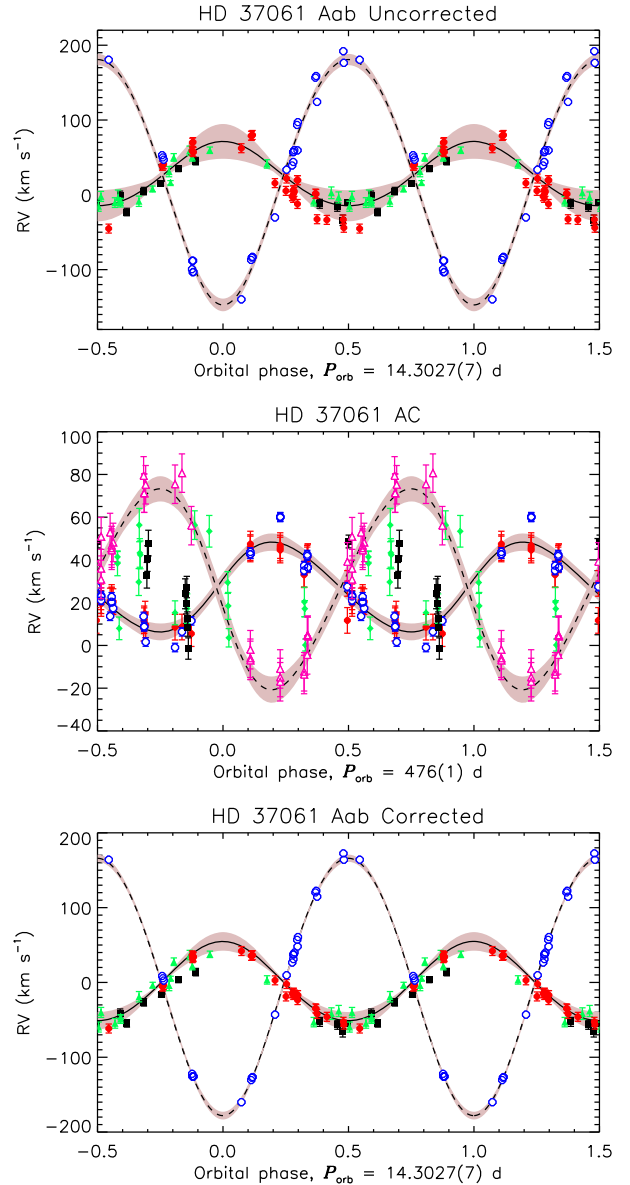 HD 37061 Aab Uncorrected
200
100
0
−100
RV (km s⁻¹)
−0.5 0.0 0.5 1.0 1.5
Orbital phase, P_orb = 14.3027(7) d
HD 37061 AC
100
80
60
40
20
0
−20
−40
RV (km s⁻¹)
−0.5 0.0 0.5 1.0 1.5
Orbital phase, P_orb = 476(1) d
HD 37061 Aab Corrected
200
100
0
−100
−200
RV (km s⁻¹)
−0.5 0.0 0.5 1.0 1.5
Orbital phase, P_orb = 14.3027(7) d